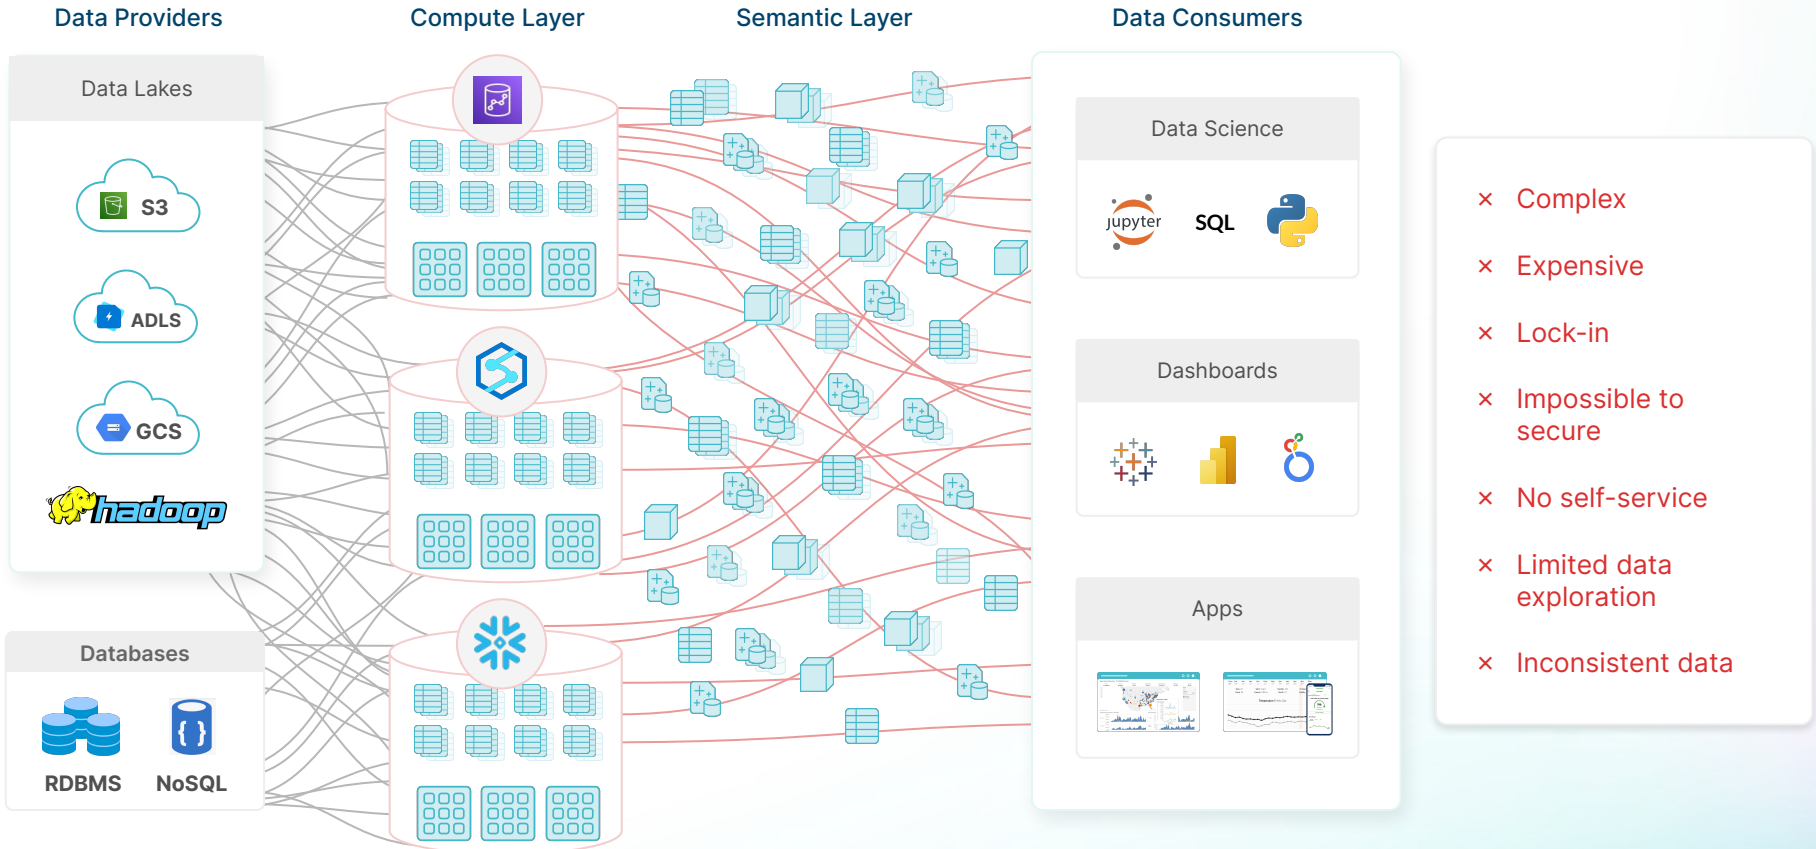 Data Providers
Compute Layer
Semantic Layer
Data Consumers
Data Lakes
S3
ADLS
GCS
hadoop
Databases
RDBMS
NoSQL
Data Science
jupyter
SQL
Dashboards
Apps
× Complex
× Expensive
× Lock-in
× Impossible to
secure
× No self-service
× Limited data
exploration
× Inconsistent data